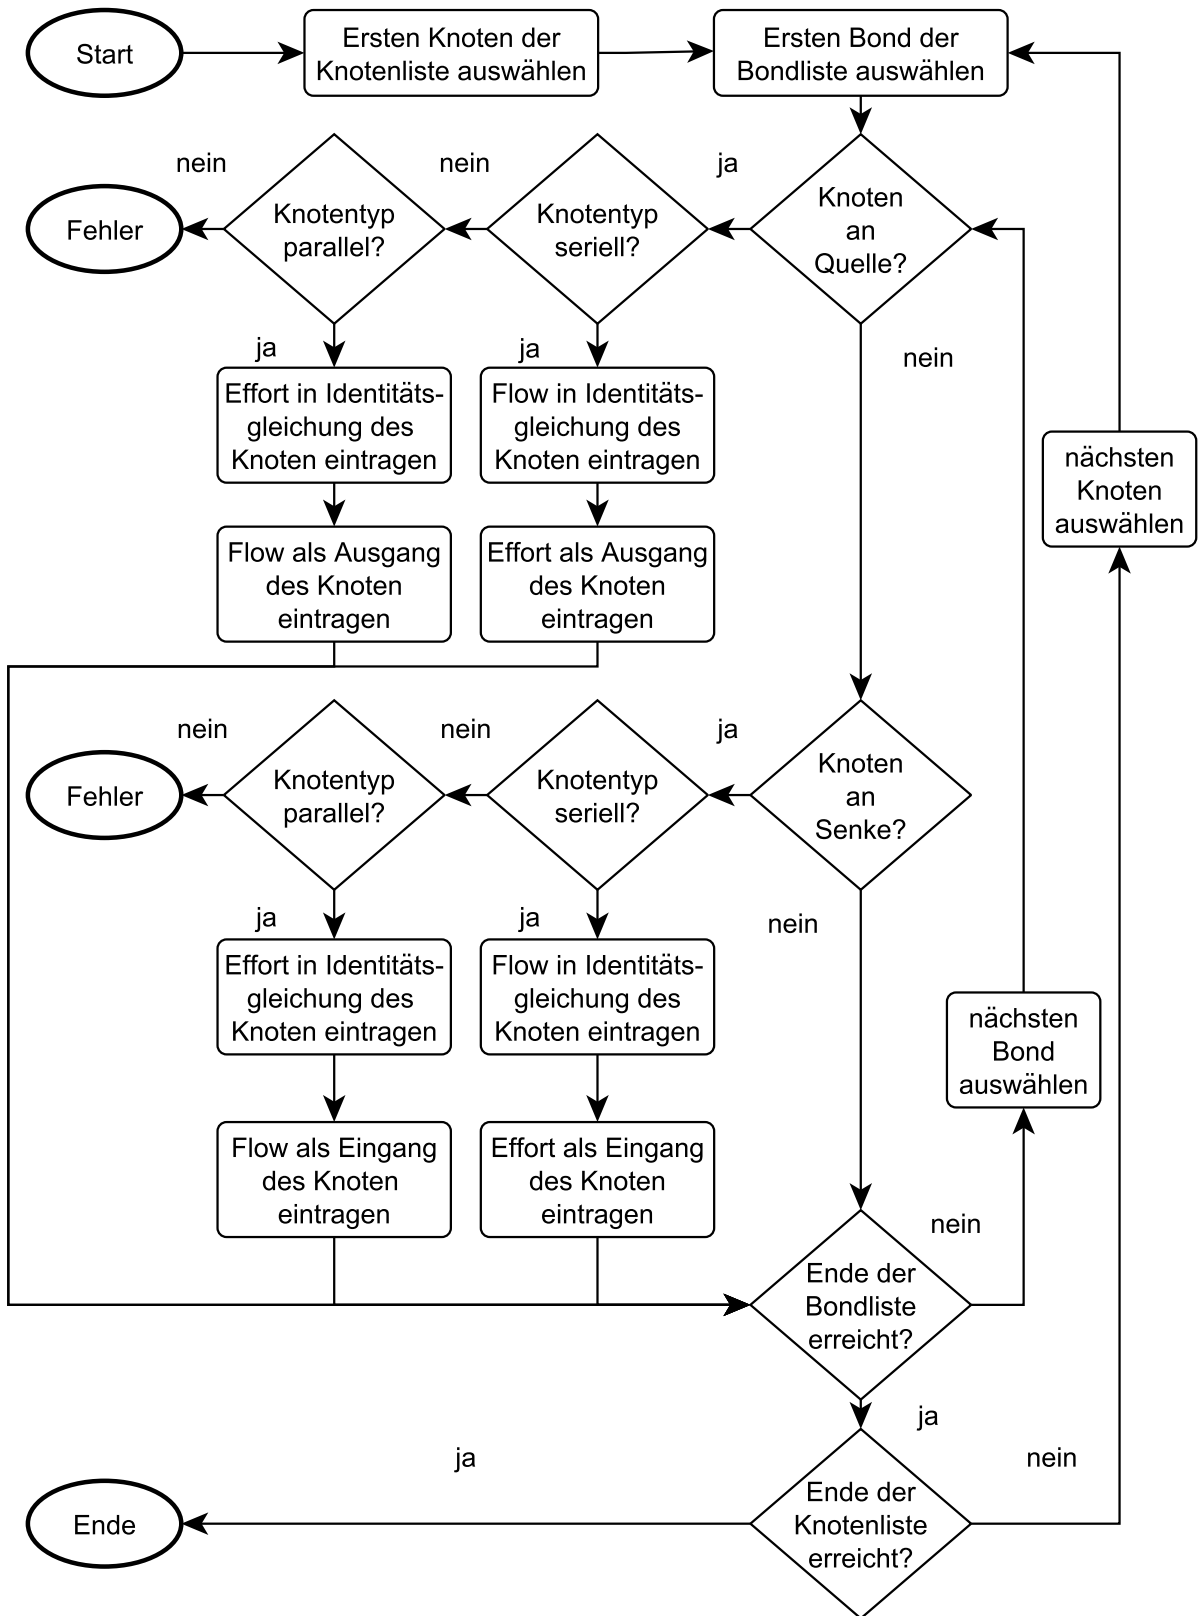 Start
Ersten Knoten der
Knotenliste auswählen
Ersten Bond der
Bondliste auswählen
nein
nein
ja
Fehler
Knotentyp
parallel?
Knotentyp
seriell?
Knoten
an
Quelle?
ja
ja
nein
Effort in Identitäts-
gleichung des
Knoten eintragen
Flow in Identitäts-
gleichung des
Knoten eintragen
nächsten
Knoten
auswählen
Flow als Ausgang
des Knoten
eintragen
Effort als Ausgang
des Knoten
eintragen
nein
nein
ja
Fehler
Knotentyp
parallel?
Knotentyp
seriell?
Knoten
an
Senke?
ja
ja
nein
Effort in Identitäts-
gleichung des
Knoten eintragen
Flow in Identitäts-
gleichung des
Knoten eintragen
nächsten
Bond
auswählen
Flow als Eingang
des Knoten
eintragen
Effort als Eingang
des Knoten
eintragen
nein
Ende der
Bondliste
erreicht?
ja
ja
nein
Ende
Ende der
Knotenliste
erreicht?